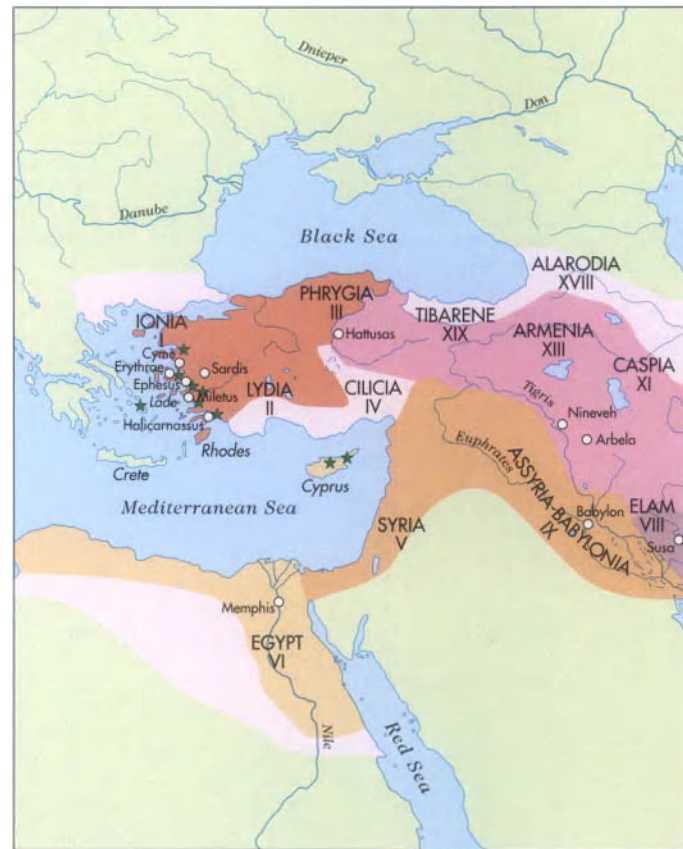 Dnieper
Don
Danube
Black Sea
ALARODIA
XVIII
PHRYGIA
III
IONIA
I
TIBARENE
XIX
Hattusas
ARMENIA
XIII
CASPIA
XI
Cyme
Erythrae
Sardis
Ephesus
LYDIA
II
CILICIA
IV
Miletus
Lade
Halicarnassus
Tigris
Nineveh
Arbela
Rhodes
Euphrates
Crete
Cyprus
Mediterranean Sea
ASSYRIA-BABYLONIA
IX
Babylon
ELAM
VIII
SYRIA
V
Susa
Memphis
EGYPT
VI
Nile
Red Sea